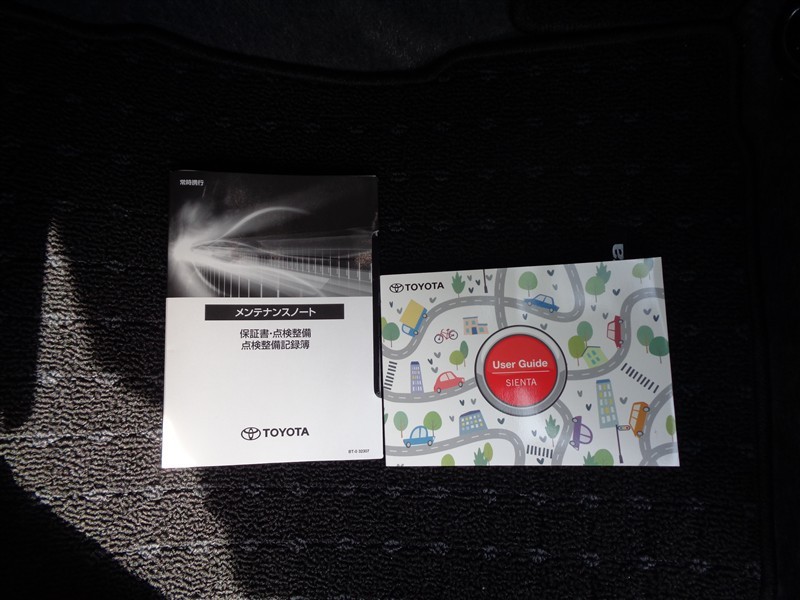 常時携行
メンテナンスノート
保証書・点検整備
点検整備記録簿
TOYOTA
TOYOTA
User Guide
SIENTA